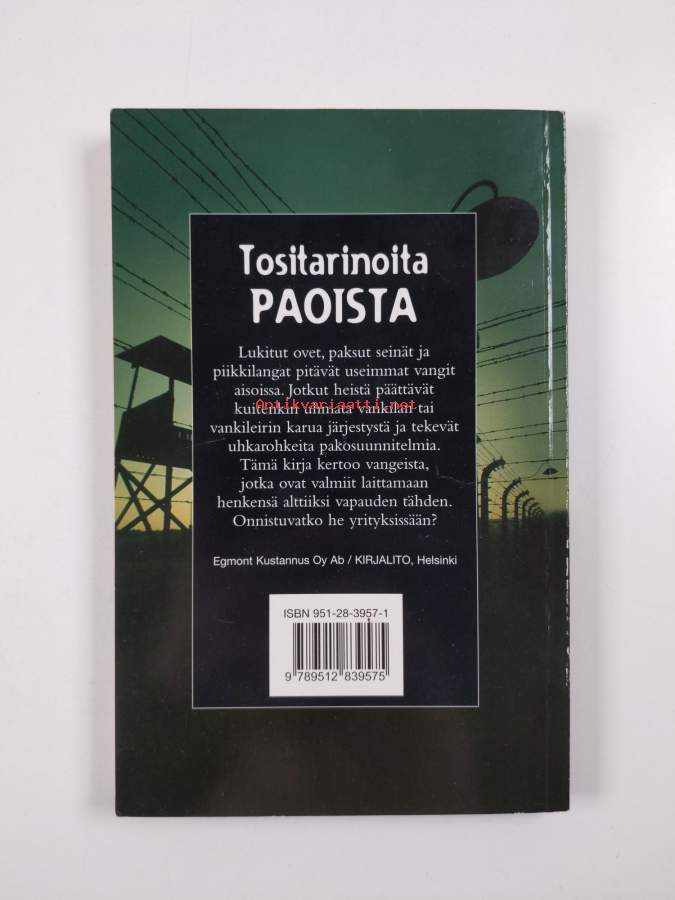 Tositarinoita
PAOISTA
Lukitut ovet, paksut seinät ja
piikkilangat pitävät useimmat vangit
aisoissa. Jotkut heistä päättävät
Antikvariaatti.net
kuitenkin uhmata vankilan tai
vankileirin karua järjestystä ja tekevät
uhkarohkeita pakosuunnitelmia.
Tämä kirja kertoo vangeista,
jotka ovat valmiit laittamaan
henkensä alttiiksi vapauden tähden.
Onnistuvatko he yrityksissään?
Egmont Kustannus Oy Ab / KIRJALITO, Helsinki
ISBN 951-28-3957-1
9 789512 839575